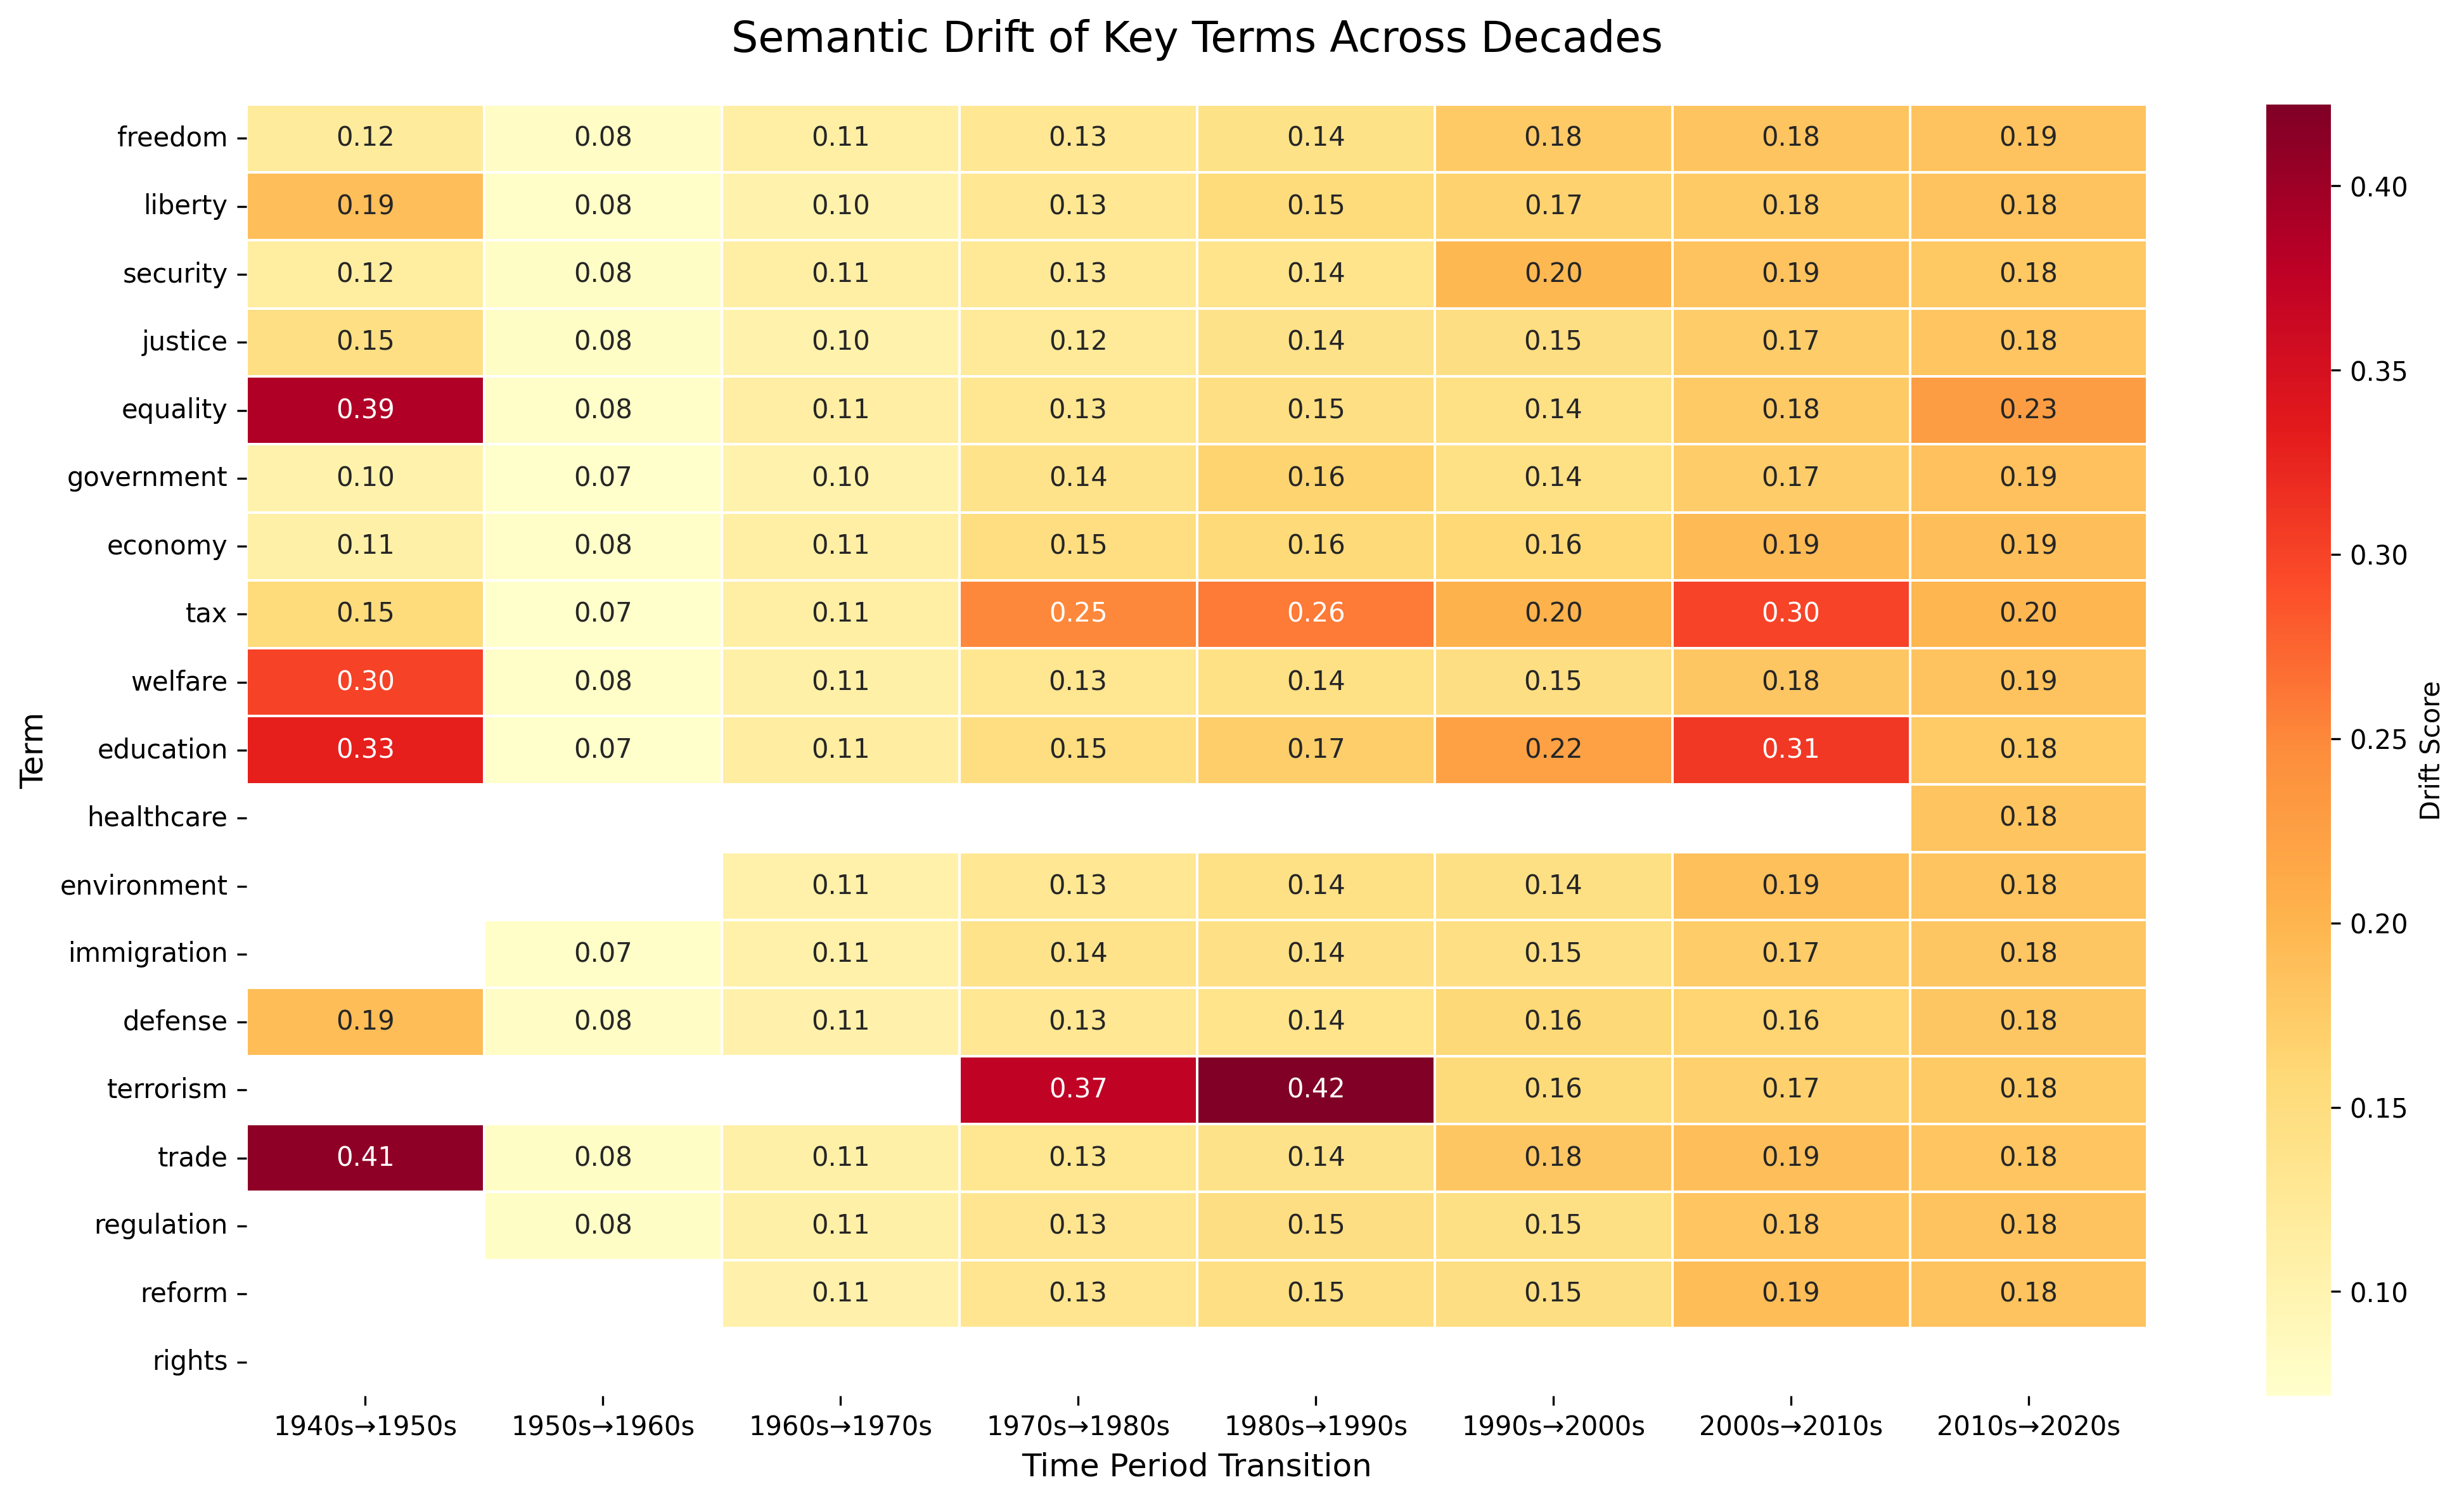 Semantic Drift of Key Terms Across Decades
freedom 0.12 0.08 0.11 0.13 0.14 0.18 0.18 0.19
liberty 0.19 0.08 0.10 0.13 0.15 0.17 0.18 0.18
security 0.12 0.08 0.11 0.13 0.14 0.20 0.19 0.18
justice 0.15 0.08 0.10 0.12 0.14 0.15 0.17 0.18
equality 0.39 0.08 0.11 0.13 0.15 0.14 0.18 0.23
government 0.10 0.07 0.10 0.14 0.16 0.14 0.17 0.19
economy 0.11 0.08 0.11 0.15 0.16 0.16 0.19 0.19
tax 0.15 0.07 0.11 0.25 0.26 0.20 0.30 0.20
welfare 0.30 0.08 0.11 0.13 0.14 0.15 0.18 0.19
education 0.33 0.07 0.11 0.15 0.17 0.22 0.31 0.18
healthcare 0.18
environment 0.11 0.13 0.14 0.14 0.19 0.18
immigration 0.07 0.11 0.14 0.14 0.15 0.17 0.18
defense 0.19 0.08 0.11 0.13 0.14 0.16 0.16 0.18
terrorism 0.37 0.42 0.16 0.17 0.18
trade 0.41 0.08 0.11 0.13 0.14 0.18 0.19 0.18
regulation 0.08 0.11 0.13 0.15 0.15 0.18 0.18
reform 0.11 0.13 0.15 0.15 0.19 0.18
rights
1940s→1950s 1950s→1960s 1960s→1970s 1970s→1980s 1980s→1990s 1990s→2000s 2000s→2010s 2010s→2020s
Time Period Transition
Term
0.40
0.35
0.30
0.25
0.20
0.15
0.10
Drift Score